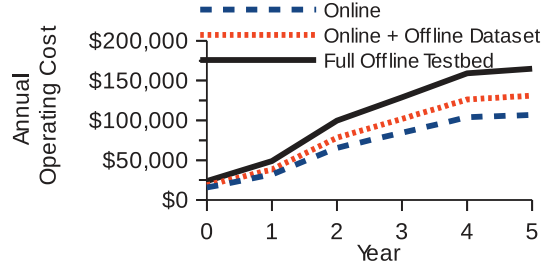 Online
Online + Offline Dataset
Full Offline Testbed
Annual
Operating Cost
$200,000
$150,000
$100,000
$50,000
$0
0 1 2 3 4 5
Year